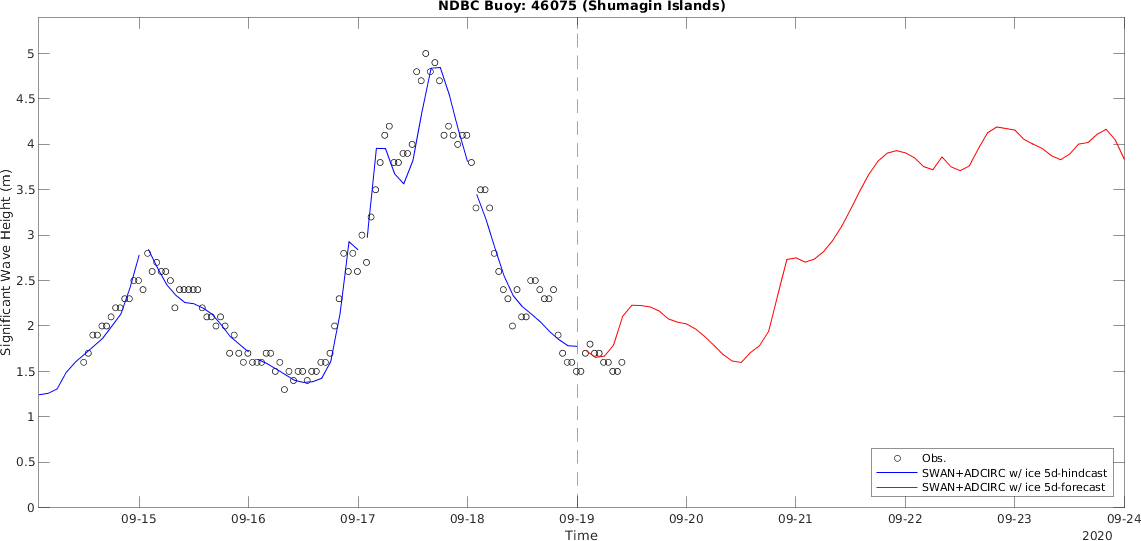 NDBC Buoy: 46075 (Shumagin Islands)
Significant Wave Height (m)
5
4.5
4
3.5
3
2.5
2
1.5
1
0.5
0
Obs.
SWAN+ADCIRC w/ ice 5d-hindcast
SWAN+ADCIRC w/ ice 5d-forecast
09-15 09-16 09-17 09-18 09-19 09-20 09-21 09-22 09-23 09-24
Time
2020